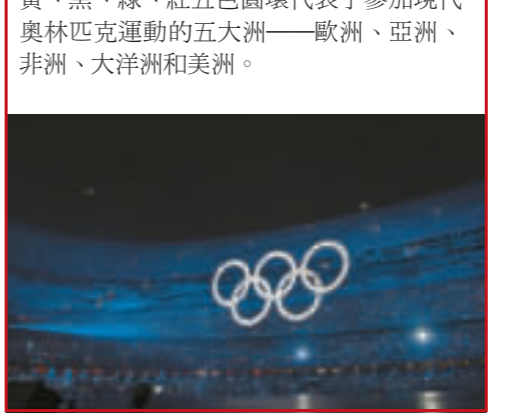 黃、黑、綠、紅五色圓環代表了參加現代
奧林匹克運動的五大洲——歐洲、亞洲、
非洲、大洋洲和美洲。